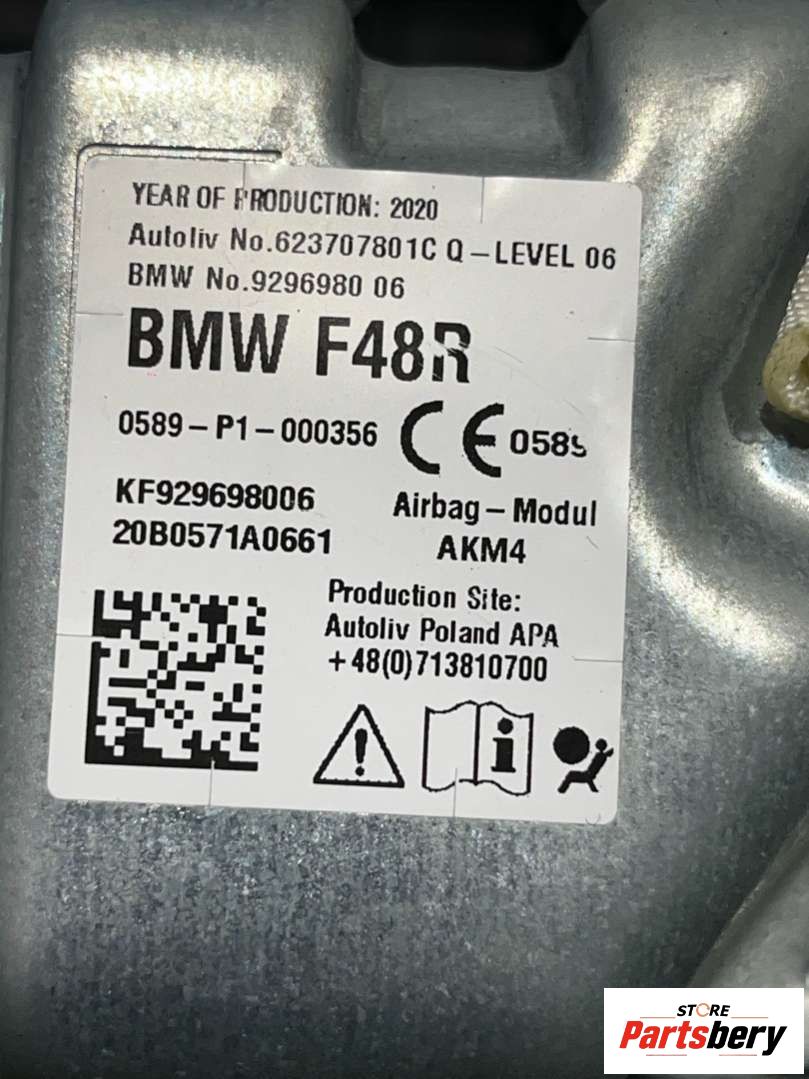 YEAR OF PRODUCTION: 2020
Autoliv No.623707801C Q-LEVEL 06
BMW No.9296980 06
BMW F48R
0589-P1-000356 CE 0589
KF929698006
Airbag-Modul
20B0571A0661
AKM4
Production Site:
Autoliv Poland APA
+48(0)713810700
STORE
Partsbery